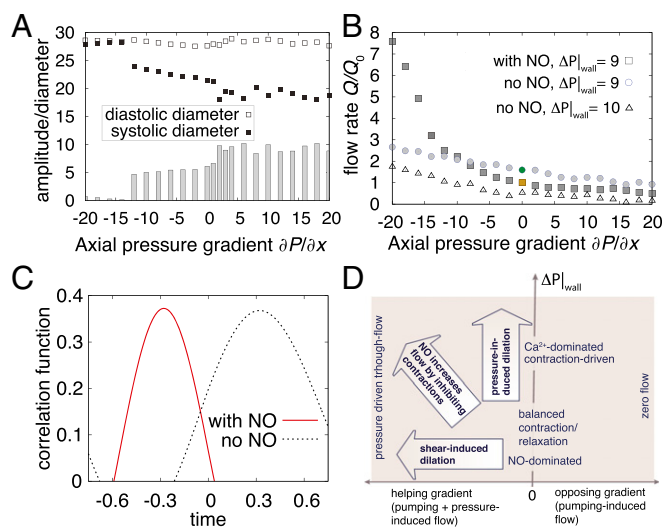 A
30
20
10
0
amplitude/diameter
diastolic diameter
systolic diameter
-20 -15 -10 -5 0 5 10 15 20
Axial pressure gradient ∂P/∂x
B
8
7
6
5
4
3
2
1
0
flow rate Q/Q0
with NO, ΔP|wall= 9
no NO, ΔP|wall= 9
no NO, ΔP|wall= 10
-20 -15 -10 -5 0 5 10 15 20
Axial pressure gradient ∂P/∂x
C
0.4
0.3
0.2
0.1
0
correlation function
with NO
no NO
-0.6 -0.3 0 0.3 0.6
time
D
ΔP|wall
pressure driven trhough-flow
NO increases
flow by inhibiting
contractions
pressure-in-
duced dilation
Ca²⁺-dominated
contraction-driven
balanced
contraction/
relaxation
shear-induced
dilation
NO-dominated
zero flow
0
helping gradient
(pumping + pressure-
induced flow)
opposing gradient
(pumping-induced
flow)